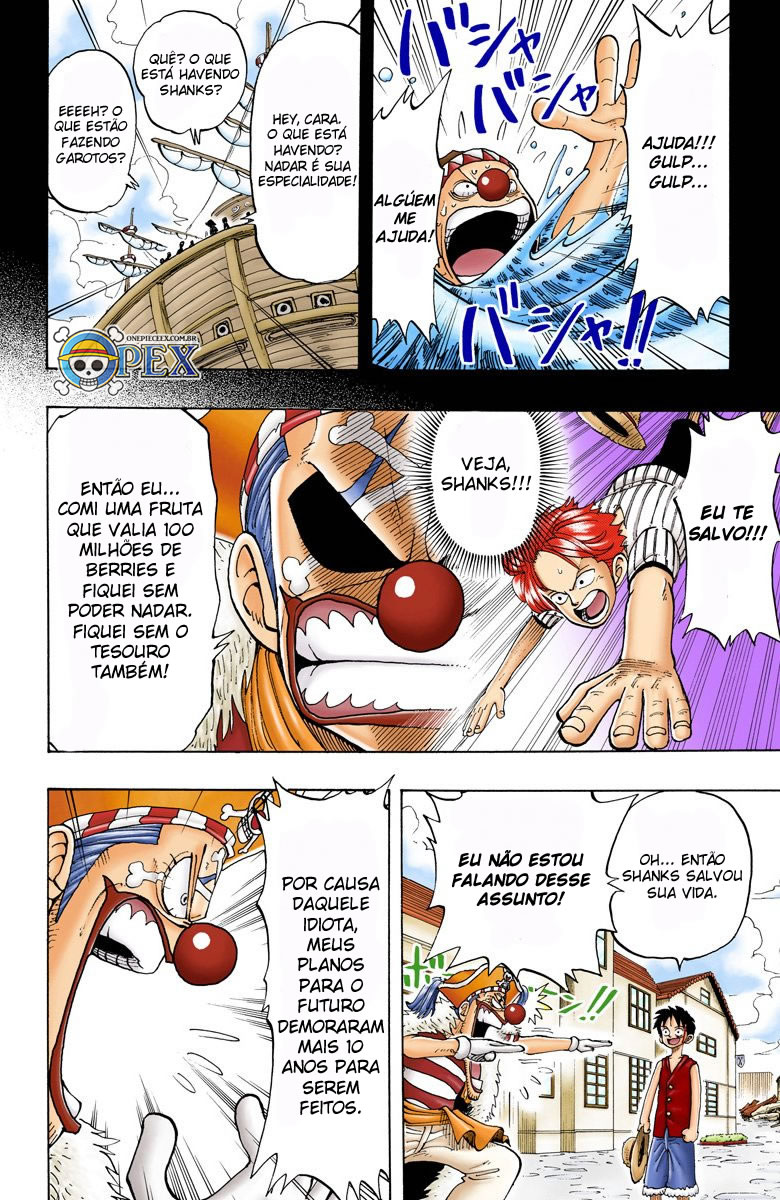 AJUDA!!!
GULP...
GULP...
バシャ
バシャ
ALGÚEM
ME
AJUDA!
バシャ!!
HEY, CARA.
O QUE ESTÁ
HAVENDO?
NADAR É SUA
ESPECIALIDADE!
QUÊ? O QUE
ESTÁ HAVENDO
SHANKS?
EEEEH? O
QUE ESTÃO
FAZENDO
GAROTOS?
ONEPIECEEX.COM.BR
OPEX
EU TE
SALVO!!!
VEJA,
SHANKS!!!
ENTÃO EU...
COMI UMA FRUTA
QUE VALIA 100
MILHÕES DE
BERRIES E
FIQUEI SEM
PODER NADAR.
FIQUEI SEM O
TESOURO
TAMBÉM!
OH... ENTÃO
SHANKS SALVOU
SUA VIDA.
EU NÃO ESTOU
FALANDO DESSE
ASSUNTO!
POR CAUSA
DAQUELE
IDIOTA,
MEUS
PLANOS
PARA O
FUTURO
DEMORARAM
MAIS 10
ANOS PARA
SEREM
FEITOS.